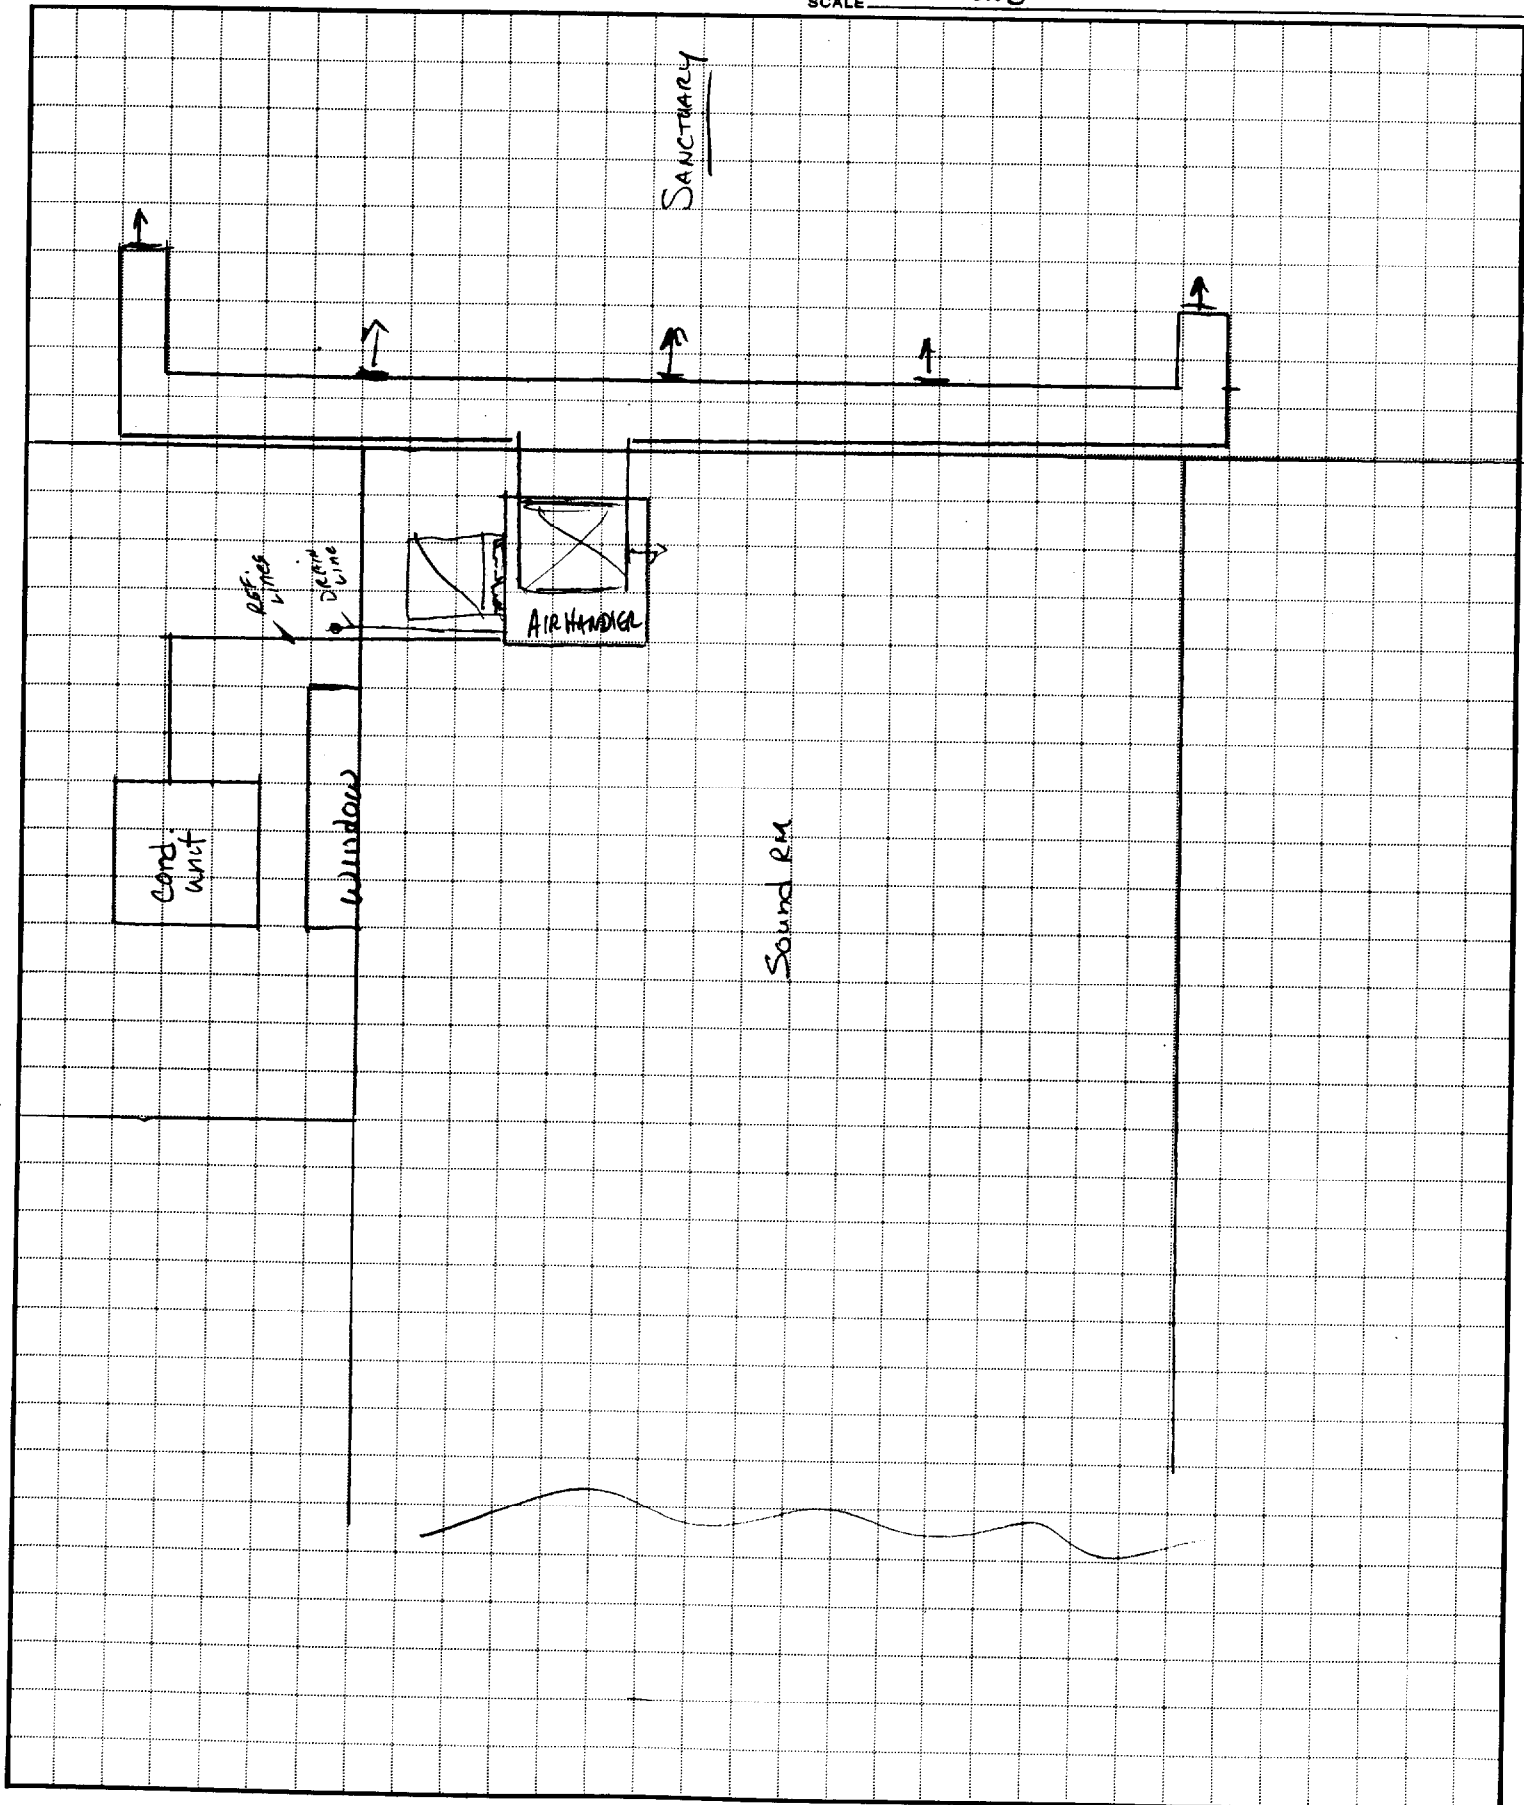 SCALE
SANCTUARY
REF.
LINES
DRAIN
LINE
AIR HANDLER
Cond.
unit
Window
Sound RM